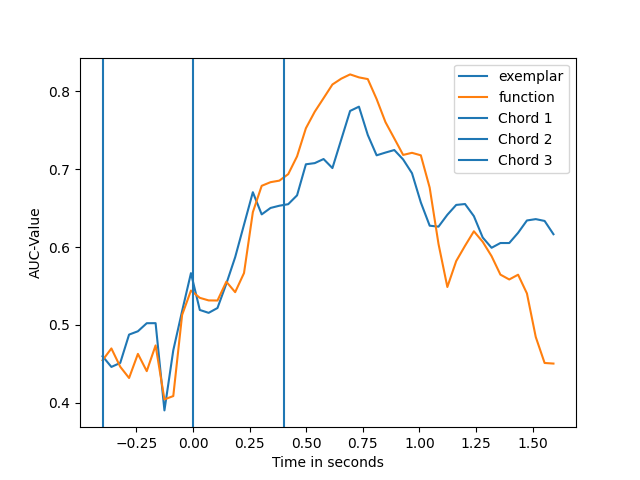 exemplar
function
Chord 1
Chord 2
Chord 3
0.8
0.7
0.6
0.5
0.4
AUC-Value
−0.25 0.00 0.25 0.50 0.75 1.00 1.25 1.50
Time in seconds